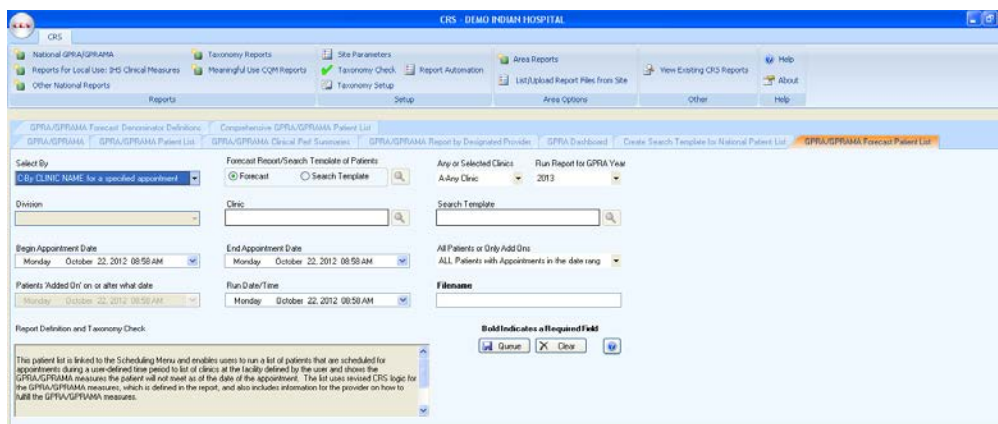 CRS - DEMO INDIAN HOSPITAL
CRS
National GPRA/GPRAMA
Taxonomy Reports
Site Parameters
Area Reports
View Existing CRS Reports
Help
Reports for Local Use: IHS Clinical Measures
Meaningful Use CQM Reports
Taxonomy Check
Report Automation
List/Upload Report Files from Site
About
Other National Reports
Taxonomy Setup
Reports
Setup
Area Options
Other
Help
GPRA/GPRAMA Forecast Denominator Definitions
Comprehensive GPRA/GPRAMA Patient List
GPRA/GPRAMA
GPRA/GPRAMA Patient List
GPRA/GPRAMA Clinical Perf Summaries
GPRA/GPRAMA Report by Designated Provider
GPRA Dashboard
Create Search Template for National Patient List
GPRA/GPRAMA Forecast Patient List
Select By
Forecast Report/Search Template of Patients
Any or Selected Clinics
Run Report for GPRA Year
C-By CLINIC NAME for a specified appointment
Forecast
Search Template
A-Any Clinic
2013
Division
Clinic
Search Template
Begin Appointment Date
End Appointment Date
All Patients or Only Add Ons
Monday October 22, 2012 08:58 AM
Monday October 22, 2012 08:58 AM
ALL Patients with Appointments in the date rang
Patients 'Added On' on or after what date
Run Date/Time
Filename
Monday October 22, 2012 08:58 AM
Monday October 22, 2012 08:58 AM
Report Definition and Taxonomy Check
Bold Indicates a Required Field
Queue
Clear
This patient list is linked to the Scheduling Menu and enables users to run a list of patients that are scheduled for
appointments during a user-defined time period to list of clinics at the facility defined by the user and shows the
GPRA/GPRAMA measures the patient will not meet as of the date of the appointment. The list uses revised CRS logic for
the GPRA/GPRAMA measures, which is defined in the report, and also includes information for the provider on how to
fulfill the GPRA/GPRAMA measures.